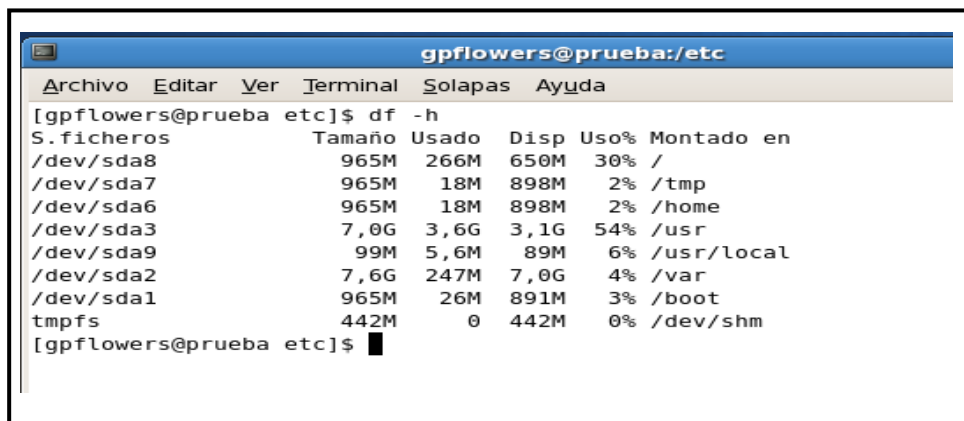 gpflowers@prueba:/etc
Archivo Editar Ver Terminal Solapas Ayuda
[gpflowers@prueba etc]$ df -h
S.ficheros Tamaño Usado Disp Uso% Montado en
/dev/sda8 965M 266M 650M 30% /
/dev/sda7 965M 18M 898M 2% /tmp
/dev/sda6 965M 18M 898M 2% /home
/dev/sda3 7,0G 3,6G 3,1G 54% /usr
/dev/sda9 99M 5,6M 89M 6% /usr/local
/dev/sda2 7,6G 247M 7,0G 4% /var
/dev/sda1 965M 26M 891M 3% /boot
tmpfs 442M 0 442M 0% /dev/shm
[gpflowers@prueba etc]$